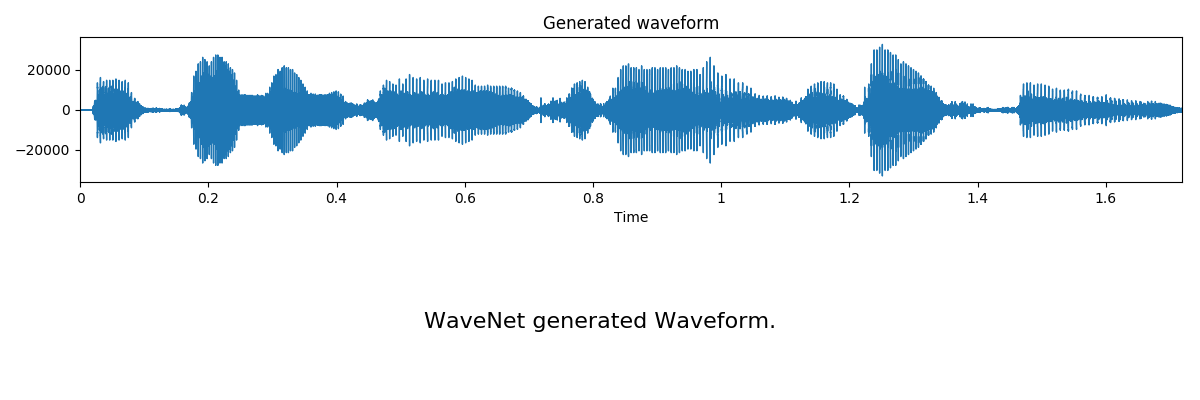 Generated waveform
20000
0
−20000
0 0.2 0.4 0.6 0.8 1 1.2 1.4 1.6
Time
WaveNet generated Waveform.